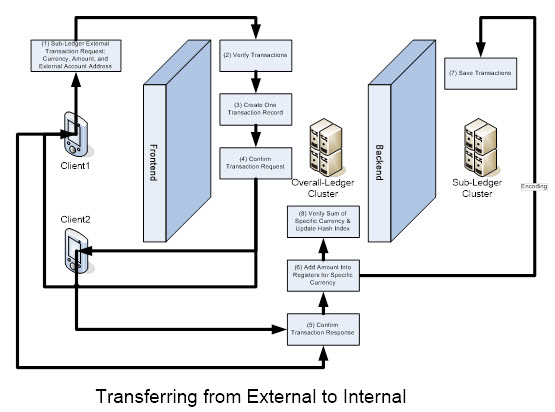 (1) Sub-Ledger External
Transaction Request:
Currency, Amount, and
External Account Address
(2) Verify Transactions
(7) Save Transactions
(3) Create One
Transaction Record
Frontend
Backend
Client1
(4) Confirm
Transaction Request
Overall-Ledger
Cluster
Sub-Ledger
Cluster
Encoding
(8) Verify Sum of
Specific Currency &
Update Hash Index
Client2
(6) Add Amount Into
Registers for Specific
Currency
(5) Confirm
Transaction Response
Transferring from External to Internal